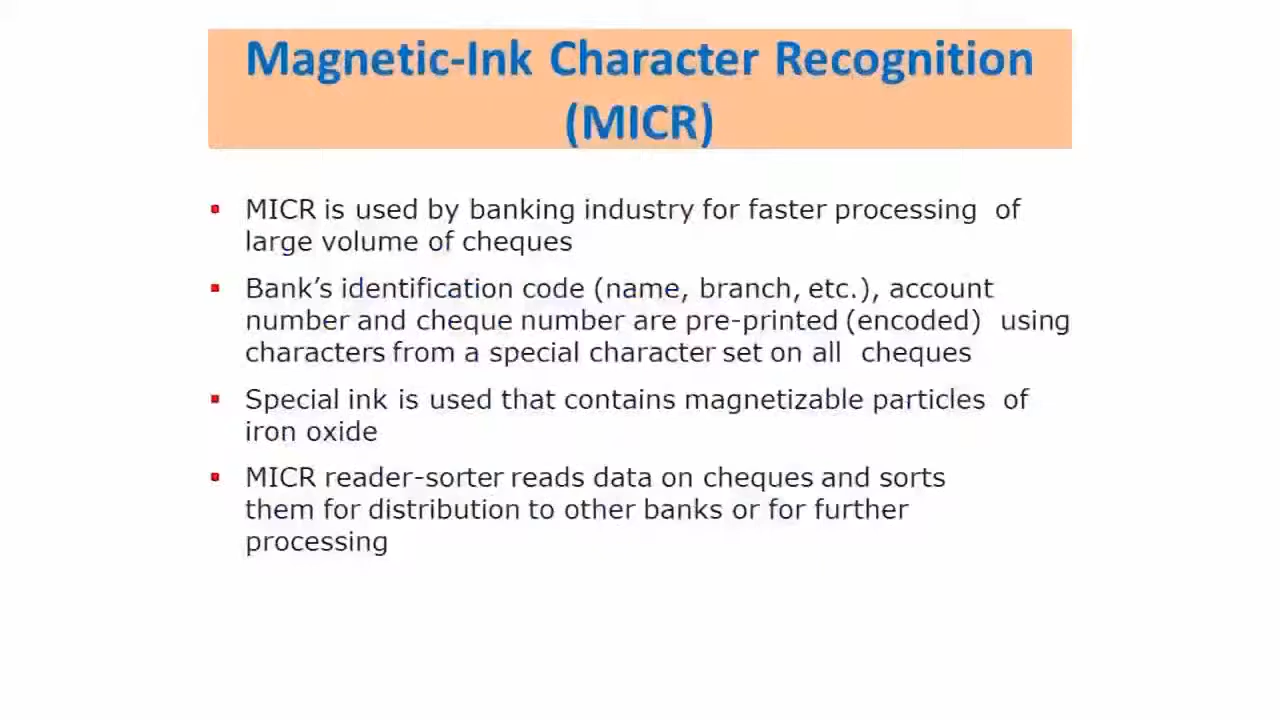 Magnetic-Ink Character Recognition
(MICR)
▪ MICR is used by banking industry for faster processing of
large volume of cheques
▪ Bank’s identification code (name, branch, etc.), account
number and cheque number are pre-printed (encoded) using
characters from a special character set on all cheques
▪ Special ink is used that contains magnetizable particles of
iron oxide
▪ MICR reader-sorter reads data on cheques and sorts
them for distribution to other banks or for further
processing